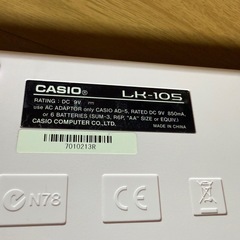 CASIO® LK-105
RATING : DC 9V
use AC ADAPTOR only CASIO AD-5, RATED DC 9V 850mA,
or 6 BATTERIES (SUM-3, R6P, "AA" SIZE or EQUIV.)
CASIO COMPUTER CO.,LTD. MADE IN CHINA
7010213R
N78 CE